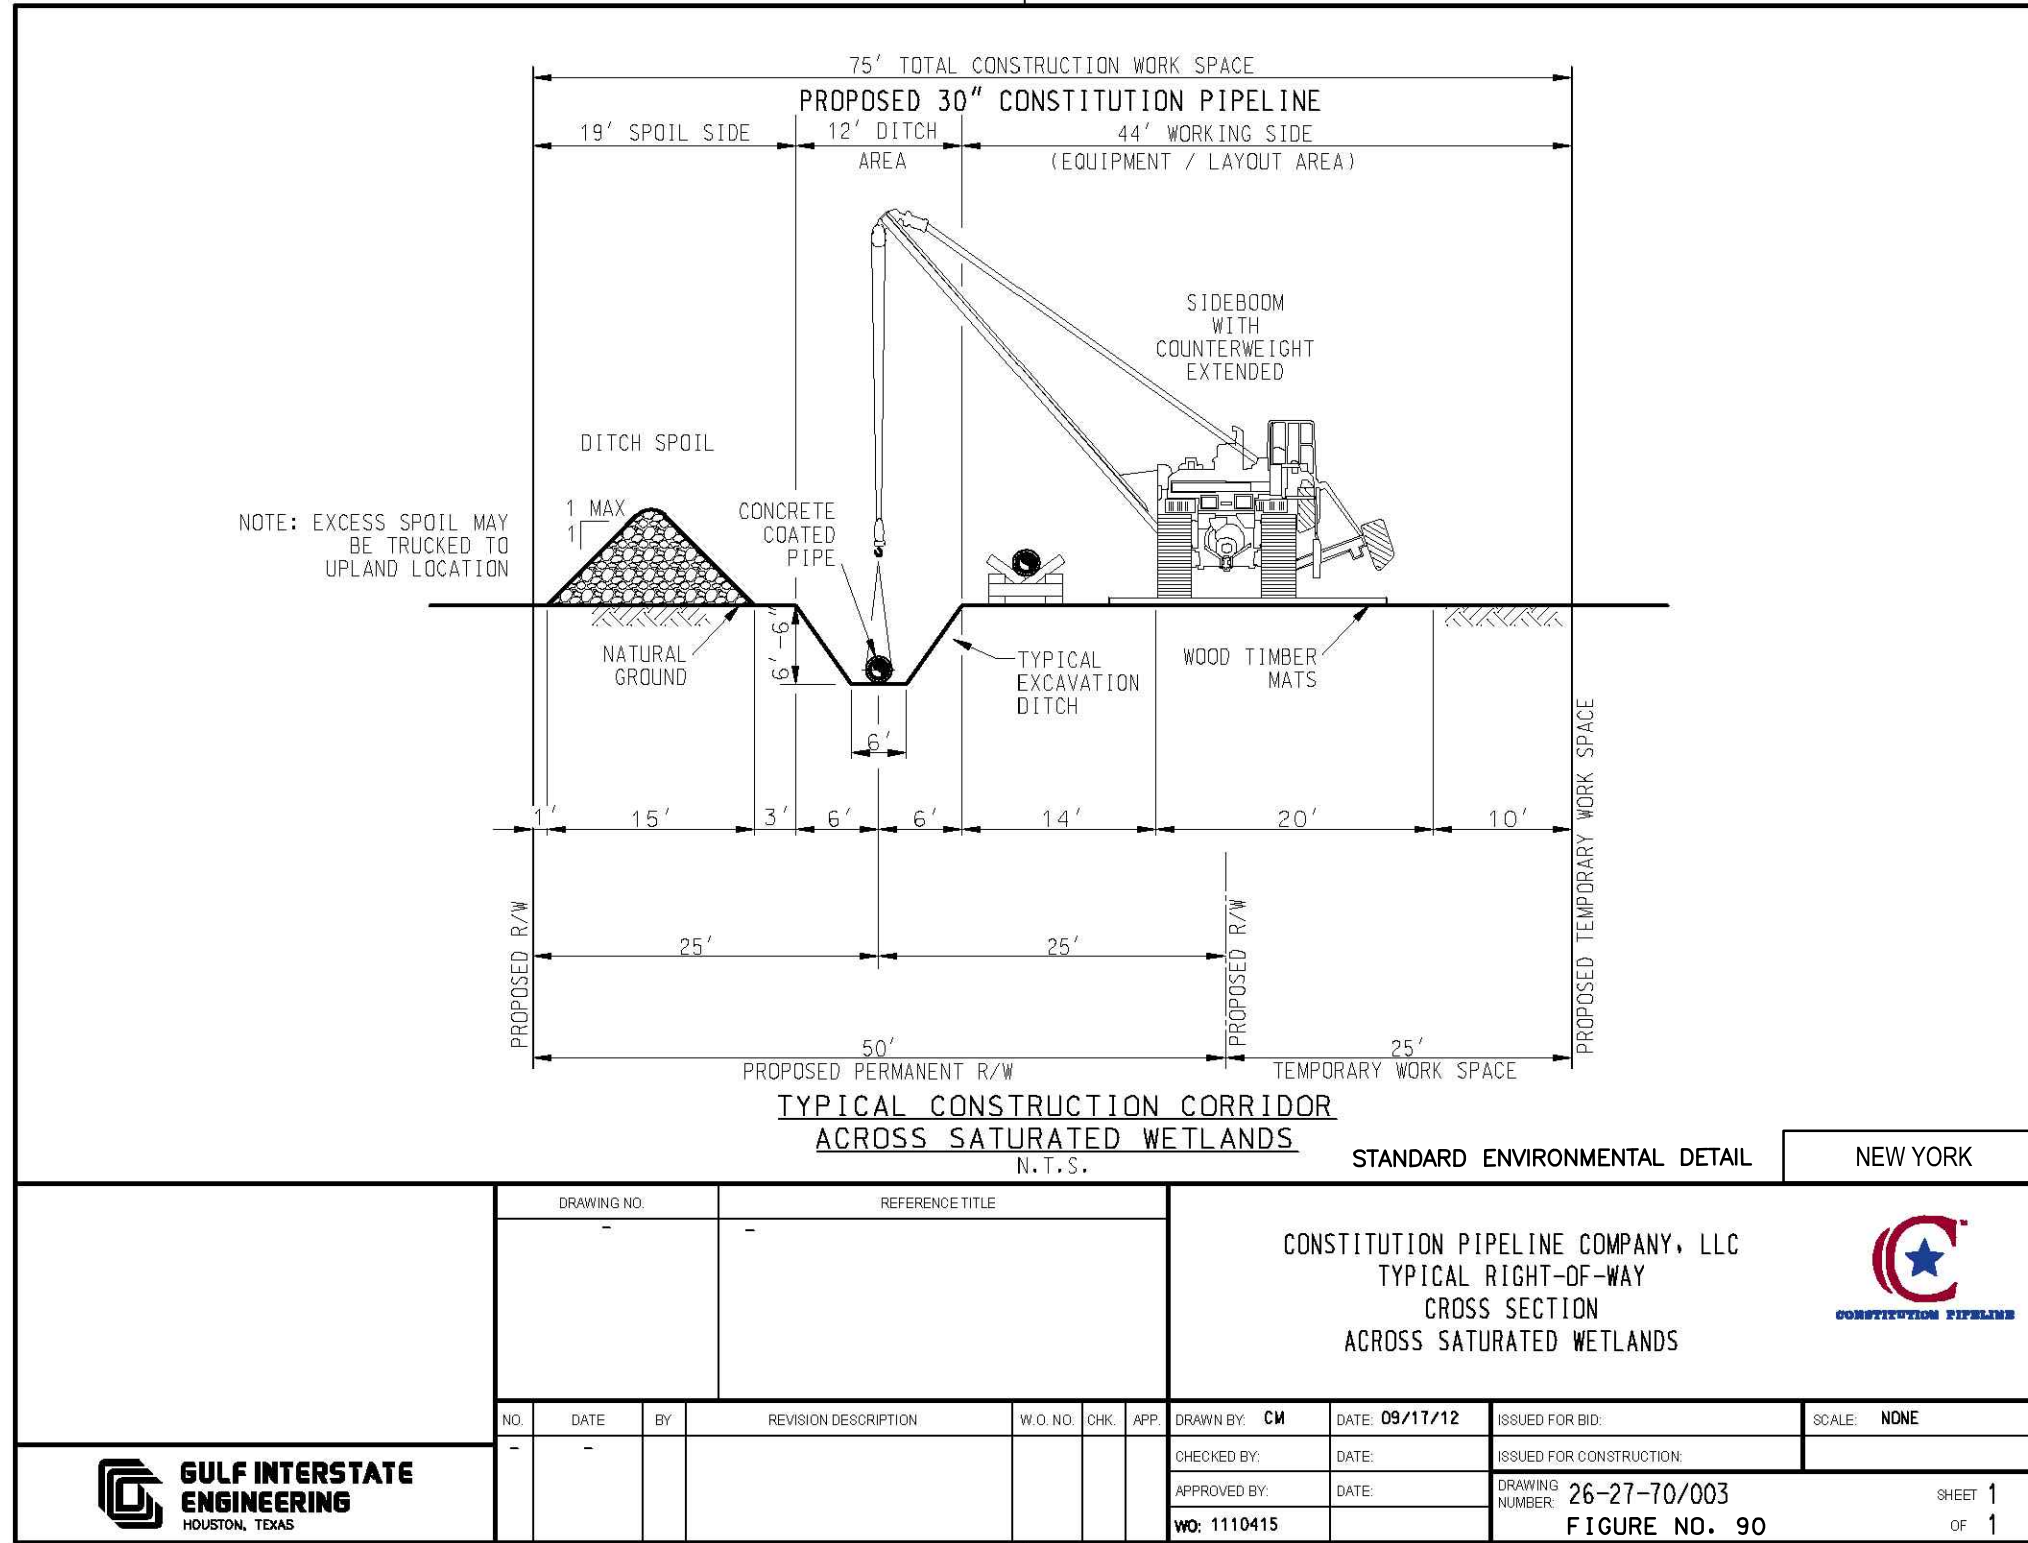 75' TOTAL CONSTRUCTION WORK SPACE
PROPOSED 30" CONSTITUTION PIPELINE
19' SPOIL SIDE
12' DITCH
AREA
44' WORKING SIDE
(EQUIPMENT / LAYOUT AREA)
SIDEBOOM
WITH
COUNTERWEIGHT
EXTENDED
DITCH SPOIL
1 MAX
1
NOTE: EXCESS SPOIL MAY
BE TRUCKED TO
UPLAND LOCATION
CONCRETE
COATED
PIPE
NATURAL
GROUND
6'-6"
TYPICAL
EXCAVATION
DITCH
WOOD TIMBER
MATS
6'
1'
15'
3'
6'
6'
14'
20'
10'
PROPOSED R/W
25'
25'
PROPOSED R/W
PROPOSED TEMPORARY WORK SPACE
50'
PROPOSED PERMANENT R/W
25'
TEMPORARY WORK SPACE
TYPICAL CONSTRUCTION CORRIDOR
ACROSS SATURATED WETLANDS
N.T.S.
STANDARD ENVIRONMENTAL DETAIL
NEW YORK
DRAWING NO.
REFERENCE TITLE
-
-
CONSTITUTION PIPELINE COMPANY, LLC
TYPICAL RIGHT-OF-WAY
CROSS SECTION
ACROSS SATURATED WETLANDS
C
TM
CONSTITUTION PIPELINE
NO.
DATE
BY
REVISION DESCRIPTION
W.O. NO.
CHK.
APP.
-
-
DRAWN BY: CM
DATE: 09/17/12
ISSUED FOR BID:
SCALE: NONE
CHECKED BY:
DATE:
ISSUED FOR CONSTRUCTION:
APPROVED BY:
DATE:
DRAWING
NUMBER: 26-27-70/003
SHEET 1
WO: 1110415
FIGURE NO. 90
OF 1
GULF INTERSTATE
ENGINEERING
HOUSTON, TEXAS